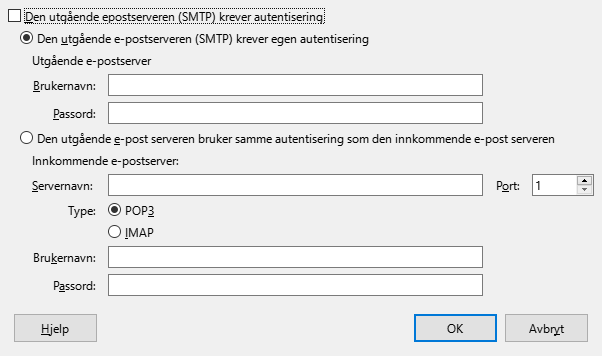 Den utgående epostserveren (SMTP) krever autentisering
Den utgående e-postserveren (SMTP) krever egen autentisering
Utgående e-postserver
Brukernavn:
Passord:
Den utgående e-post serveren bruker samme autentisering som den innkommende e-post serveren
Innkommende e-postserver:
Servernavn: Port: 1
Type: POP3
IMAP
Brukernavn:
Passord:
Hjelp OK Avbryt